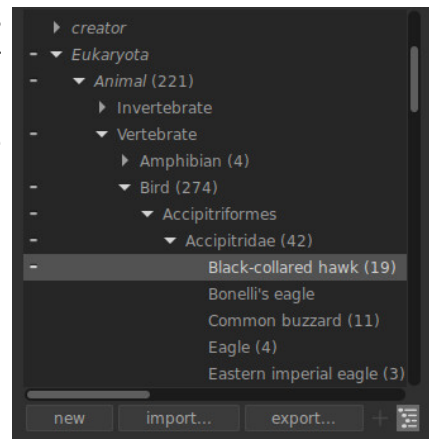 creator
Eukaryota
Animal (221)
Invertebrate
Vertebrate
Amphibian (4)
Bird (274)
Accipitriformes
Accipitridae (42)
Black-collared hawk (19)
Bonelli's eagle
Common buzzard (11)
Eagle (4)
Eastern imperial eagle (3)
new import... export...